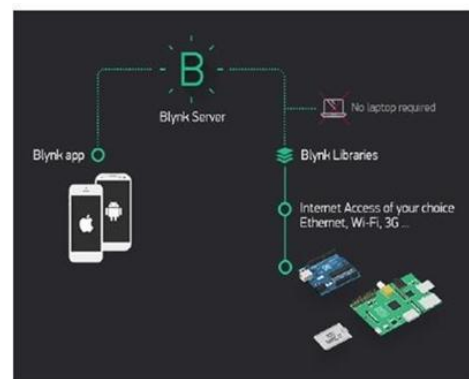 B
Blynk Server
No laptop required
Blynk app
Blynk Libraries
Internet Access of your choice
Ethernet, Wi-Fi, 3G ...